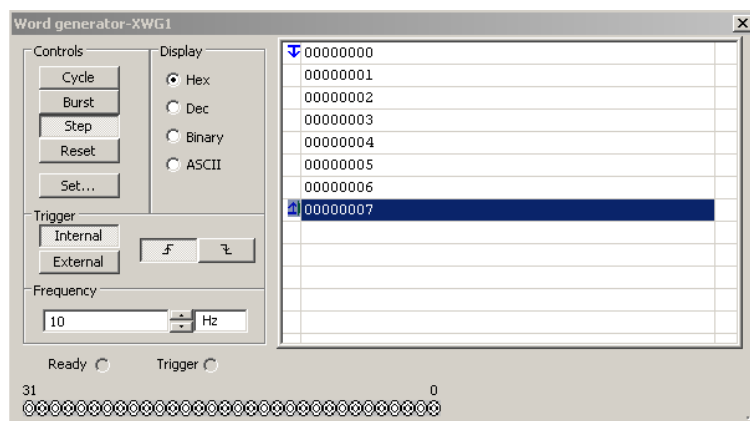 Word generator-XWG1
Controls
Cycle
Burst
Step
Reset
Set...
Display
Hex
Dec
Binary
ASCII
Trigger
Internal
External
Frequency
10
Hz
Ready
Trigger
31
0
00000000
00000001
00000002
00000003
00000004
00000005
00000006
00000007